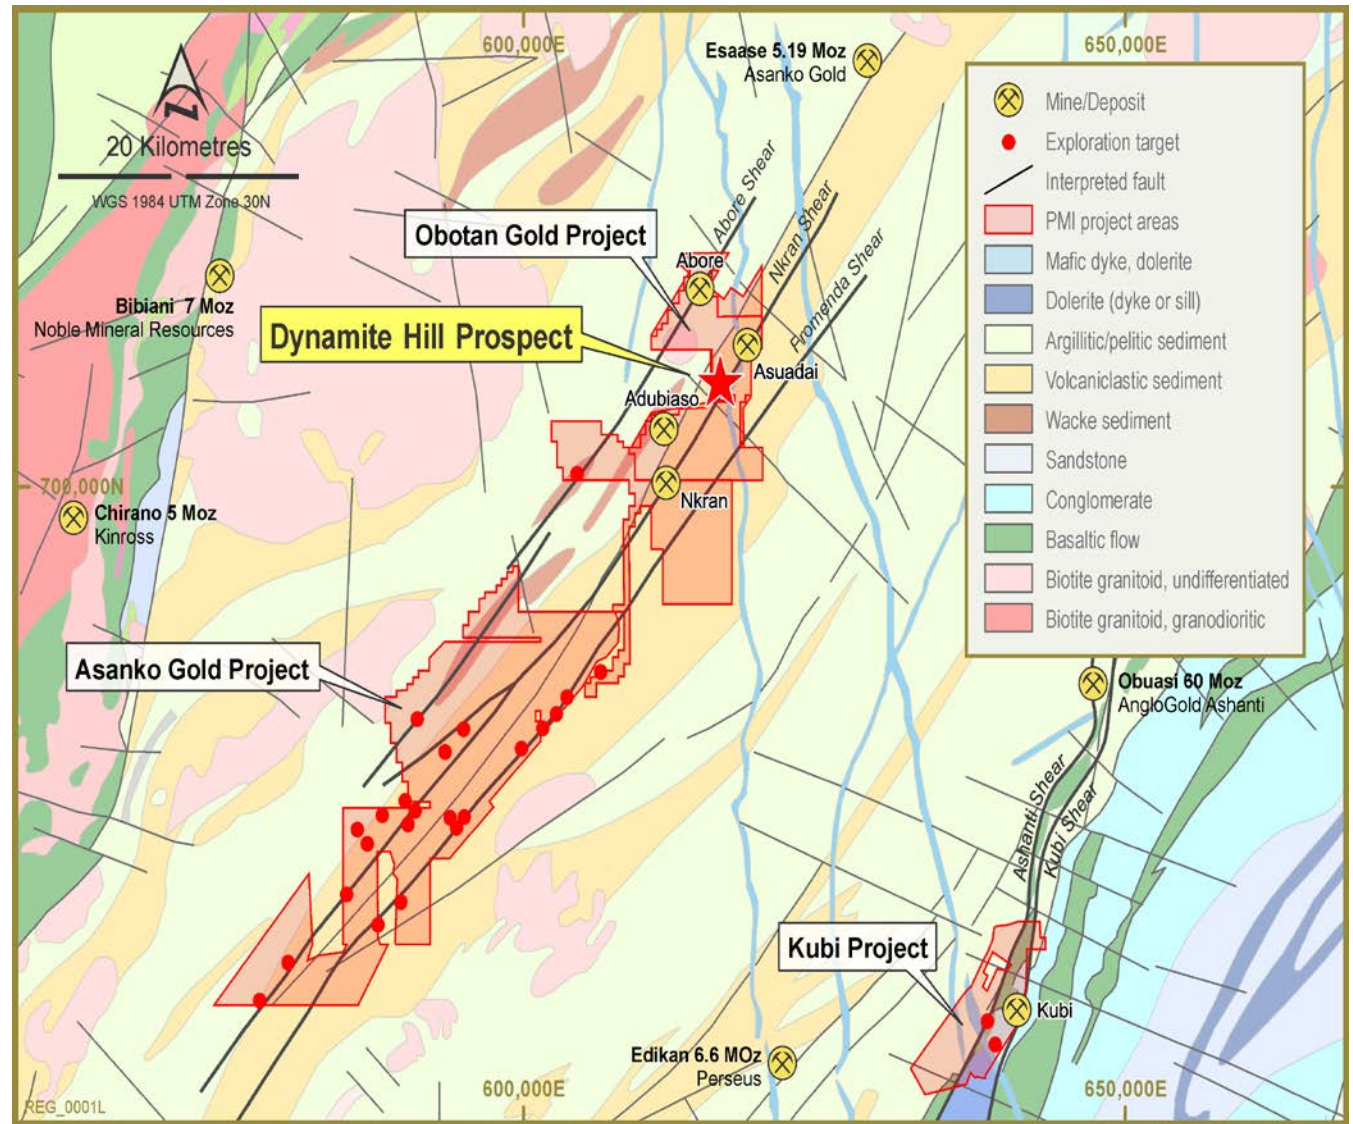 600,000E
650,000E
Esaase 5.19 Moz
Asanko Gold
20 Kilometres
WGS 1984 UTM Zone 30N
Mine/Deposit
Exploration target
Interpreted fault
PMI project areas
Mafic dyke, dolerite
Dolerite (dyke or sill)
Argillitic/pelitic sediment
Volcaniclastic sediment
Wacke sediment
Sandstone
Conglomerate
Basaltic flow
Biotite granitoid, undifferentiated
Biotite granitoid, granodioritic
Abore Shear
Nkran Shear
Fromenda Shear
Obotan Gold Project
Abore
Bibiani 7 Moz
Noble Mineral Resources
Dynamite Hill Prospect
Asuadai
Adubiaso
Nkran
700,000N
Chirano 5 Moz
Kinross
Asanko Gold Project
Obuasi 60 Moz
AngloGold Ashanti
Ashanti Shear
Kubi Shear
Kubi Project
Kubi
Edikan 6.6 MOz
Perseus
600,000E
650,000E
REG_0001L